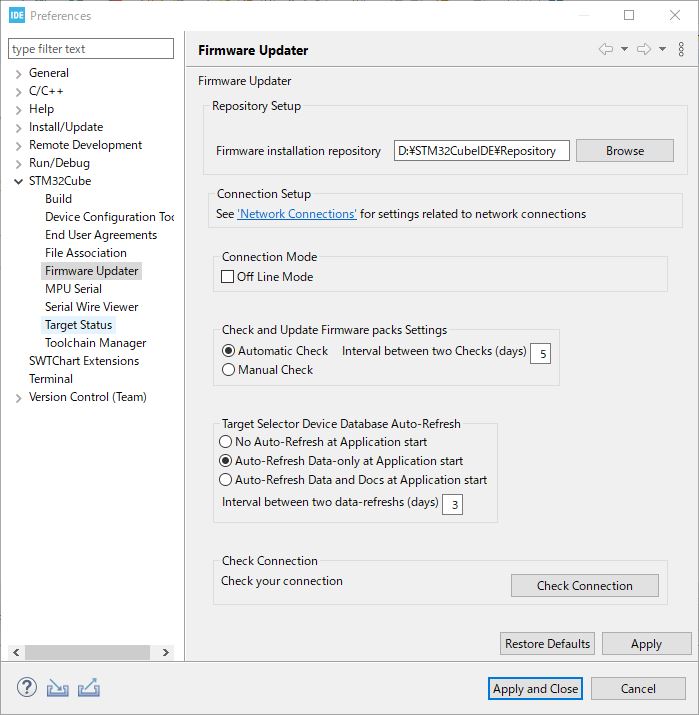 IDE Preferences
type filter text
General
C/C++
Help
Install/Update
Remote Development
Run/Debug
STM32Cube
Build
Device Configuration Toc
End User Agreements
File Association
Firmware Updater
MPU Serial
Serial Wire Viewer
Target Status
Toolchain Manager
SWTChart Extensions
Terminal
Version Control (Team)
Firmware Updater
Firmware Updater
Repository Setup
Firmware installation repository D:¥STM32CubeIDE¥Repository Browse
Connection Setup
See 'Network Connections' for settings related to network connections
Connection Mode
Off Line Mode
Check and Update Firmware packs Settings
Automatic Check Interval between two Checks (days) 5
Manual Check
Target Selector Device Database Auto-Refresh
No Auto-Refresh at Application start
Auto-Refresh Data-only at Application start
Auto-Refresh Data and Docs at Application start
Interval between two data-refreshs (days) 3
Check Connection
Check your connection Check Connection
Restore Defaults Apply
? Apply and Close Cancel